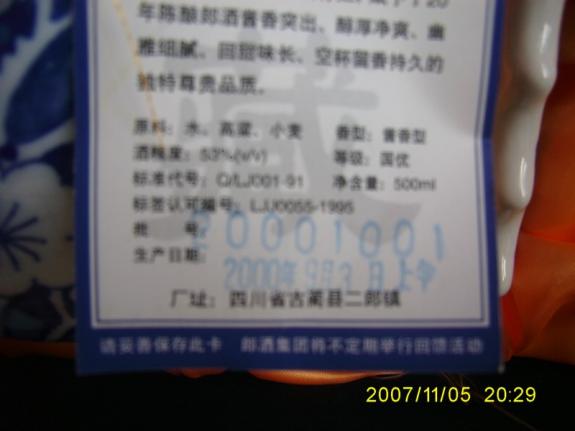 年陈酿郎酒酱香突出、醇厚净爽、幽
雅细腻、回甜味长、空杯留香持久的
独特尊贵品质。
原料：水、高粱、小麦 香型：酱香型
酒精度：53%(v/v) 等级：国优
标准代号：Q/LJ001-91 净含量：500ml
标签认可编号：LJJ0055-1995
批 号：20001001
生产日期：2000年9月3日上午
厂址：四川省古蔺县二郎镇
请妥善保存此卡 郎酒集团将不定期举行回馈活动
2007/11/05 20:29